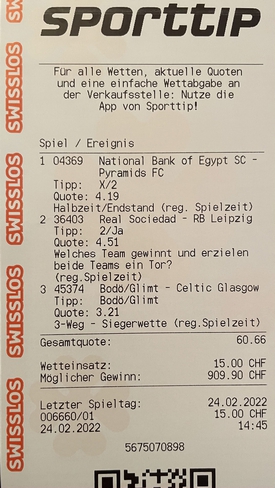 sporttip
Für alle Wetten, aktuelle Quoten
und eine einfache Wettabgabe an
der Verkaufsstelle: Nutze die
App von Sporttip!
Spiel / Ereignis
1 04369 National Bank of Egypt SC -
Pyramids FC
Tipp: X/2
Quote: 4.19
Halbzeit/Endstand (reg. Spielzeit)
2 36403 Real Sociedad - RB Leipzig
Tipp: 2/Ja
Quote: 4.51
Welches Team gewinnt und erzielen
beide Teams ein Tor?
(reg.Spielzeit)
3 45374 Bodö/Glimt - Celtic Glasgow
Tipp: Bodö/Glimt
Quote: 3.21
3-Weg - Siegerwette (reg.Spielzeit)
Gesamtquote: 60.66
Wetteinsatz: 15.00 CHF
Möglicher Gewinn: 909.90 CHF
Letzter Spieltag: 24.02.2022
006660/01 15.00 CHF
24.02.2022 14:45
5675070898
SWISSLOS
SWISSLOS
SWISSLOS
SWISSLOS